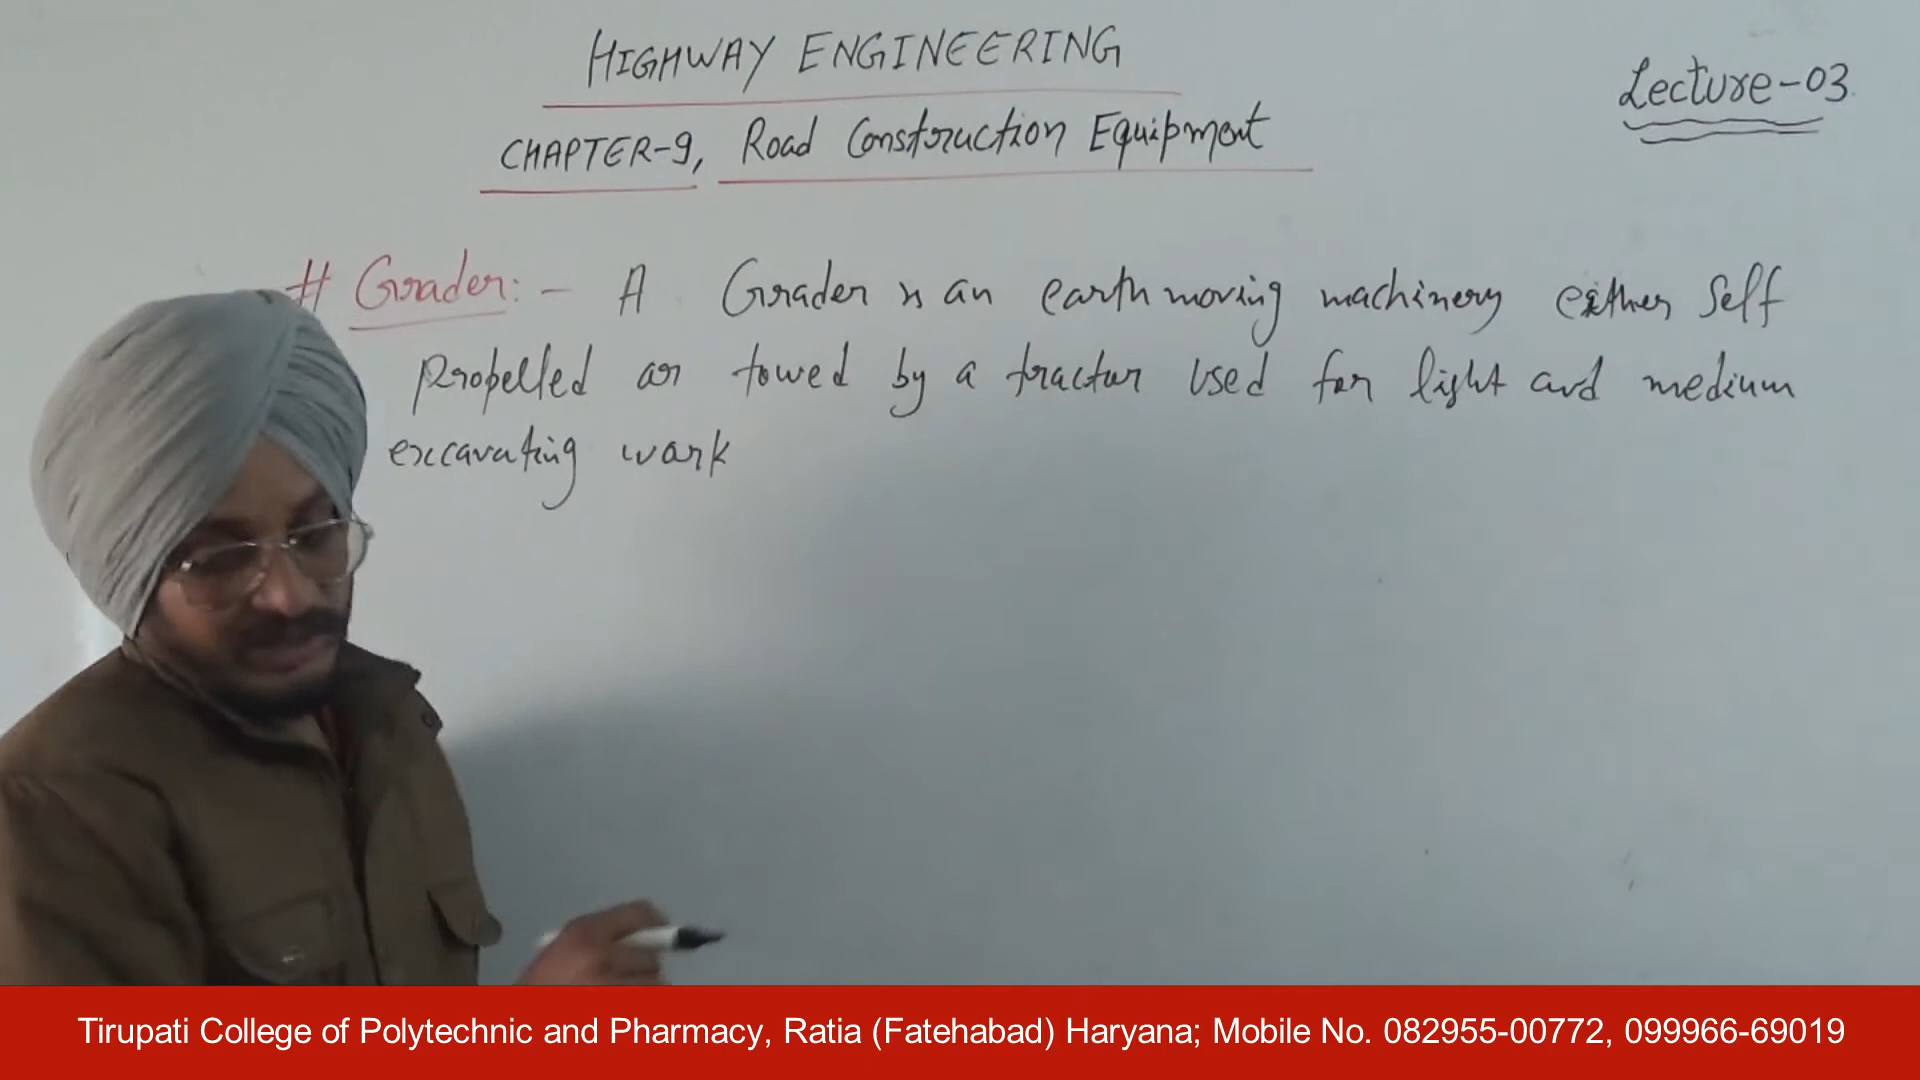 HIGHWAY ENGINEERING
Lecture-03
CHAPTER-9, Road Construction Equipment
# Grader:- A Grader is an earth moving machinery either Self
propelled or towed by a tractor used for light and medium
excavating work
Tirupati College of Polytechnic and Pharmacy, Ratia (Fatehabad) Haryana; Mobile No. 082955-00772, 099966-69019